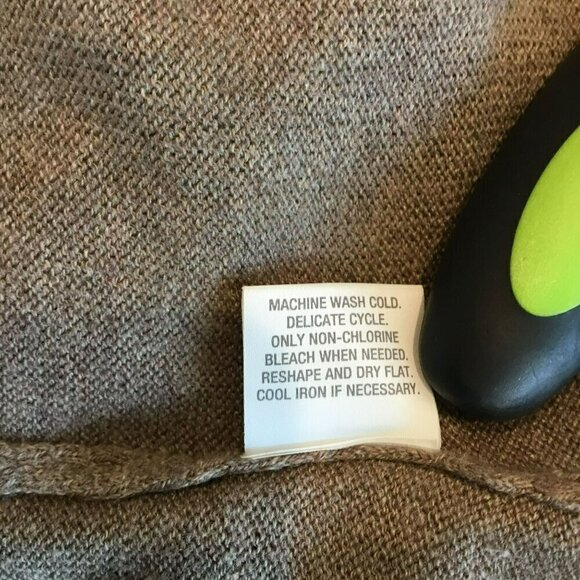 MACHINE WASH COLD.
DELICATE CYCLE.
ONLY NON-CHLORINE
BLEACH WHEN NEEDED.
RESHAPE AND DRY FLAT.
COOL IRON IF NECESSARY.